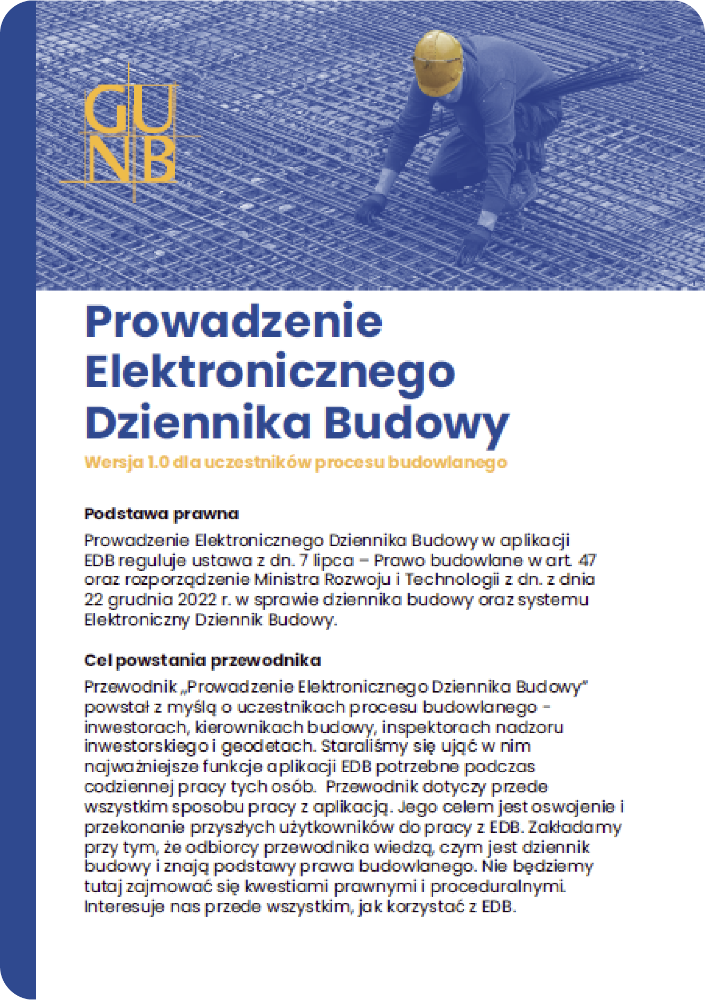 GU
NB
Prowadzenie
Elektronicznego
Dziennika Budowy
Wersja 1.0 dla uczestników procesu budowlanego
Podstawa prawna
Prowadzenie Elektronicznego Dziennika Budowy w aplikacji
EDB reguluje ustawa z dn. 7 lipca – Prawo budowlane w art. 47
oraz rozporządzenie Ministra Rozwoju i Technologii z dn. z dnia
22 grudnia 2022 r. w sprawie dziennika budowy oraz systemu
Elektroniczny Dziennik Budowy.
Cel powstania przewodnika
Przewodnik „Prowadzenie Elektronicznego Dziennika Budowy”
powstał z myślą o uczestnikach procesu budowlanego -
inwestorach, kierownikach budowy, inspektorach nadzoru
inwestorskiego i geodetach. Staraliśmy się ująć w nim
najważniejsze funkcje aplikacji EDB potrzebne podczas
codziennej pracy tych osób.  Przewodnik dotyczy przede
wszystkim sposobu pracy z aplikacją. Jego celem jest oswojenie i
przekonanie przyszłych użytkowników do pracy z EDB. Zakładamy
przy tym, że odbiorcy przewodnika wiedzą, czym jest dziennik
budowy i znają podstawy prawa budowlanego. Nie będziemy
tutaj zajmować się kwestiami prawnymi i proceduralnymi.
Interesuje nas przede wszystkim, jak korzystać z EDB.